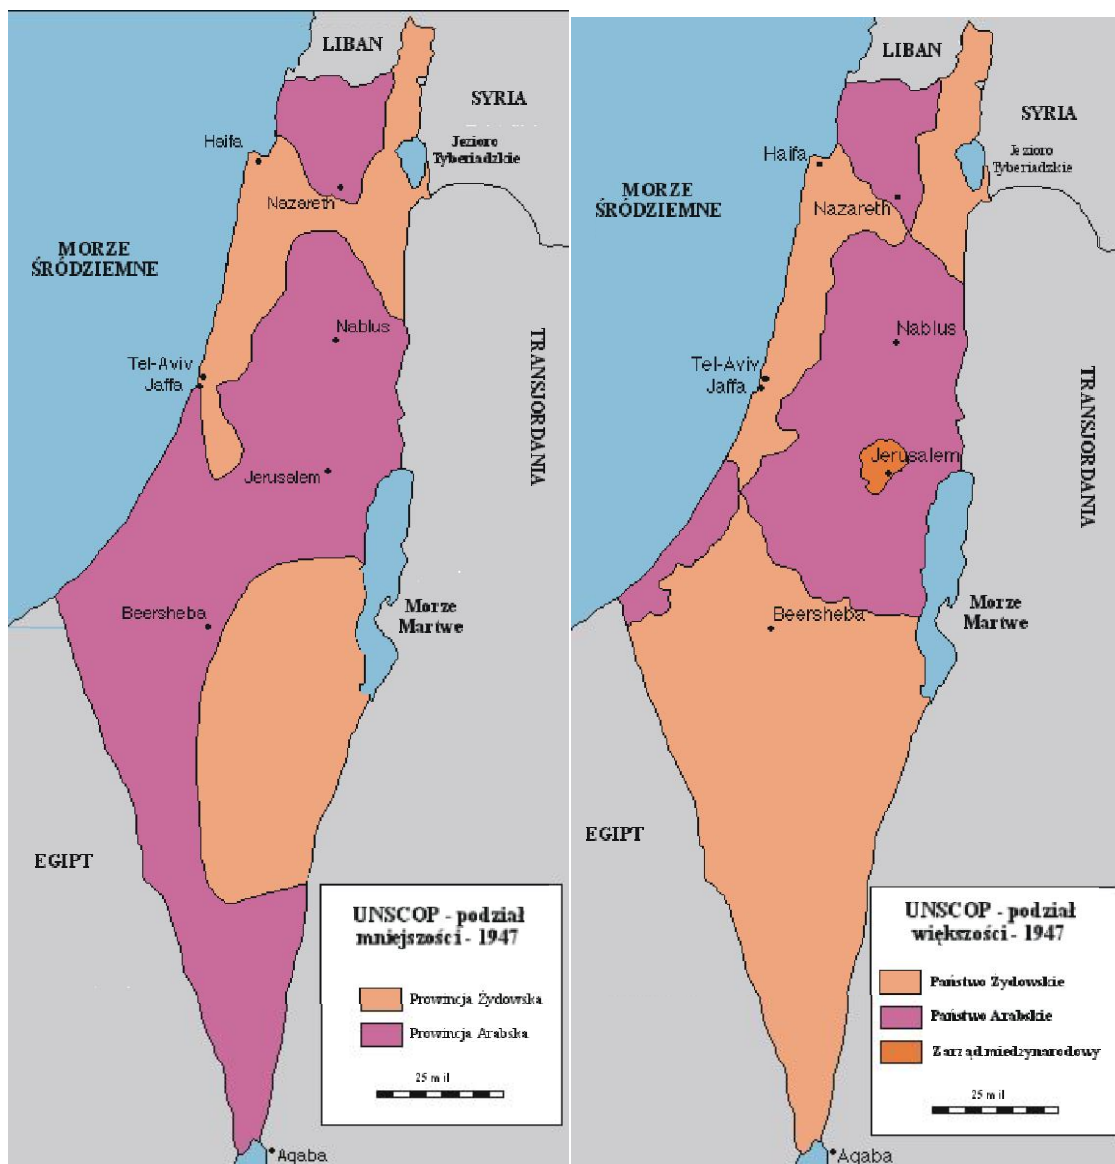 LIBAN
SYRIA
Jezioro
Tyberiadzkie
Haifa
Nazareth
MORZE
ŚRÓDZIEMNE
Nablus
Tel-Aviv
Jaffa
TRANSJORDANIA
Jerusalem
Beersheba
Morze
Martwe
EGIPT
UNSCOP - podział
mniejszości - 1947
Prowincja Żydowska
Prowincja Arabska
25 mil
Aqaba
LIBAN
SYRIA
Jezioro
Tyberiadzkie
Haifa
MORZE
ŚRÓDZIEMNE
Nazareth
Nablus
Tel-Aviv
Jaffa
TRANSJORDANIA
Jerusalem
Morze
Martwe
Beersheba
EGIPT
UNSCOP - podział
większości - 1947
Państwo Żydowskie
Państwo Arabskie
Zarząd międzynarodowy
25 mil
Aqaba